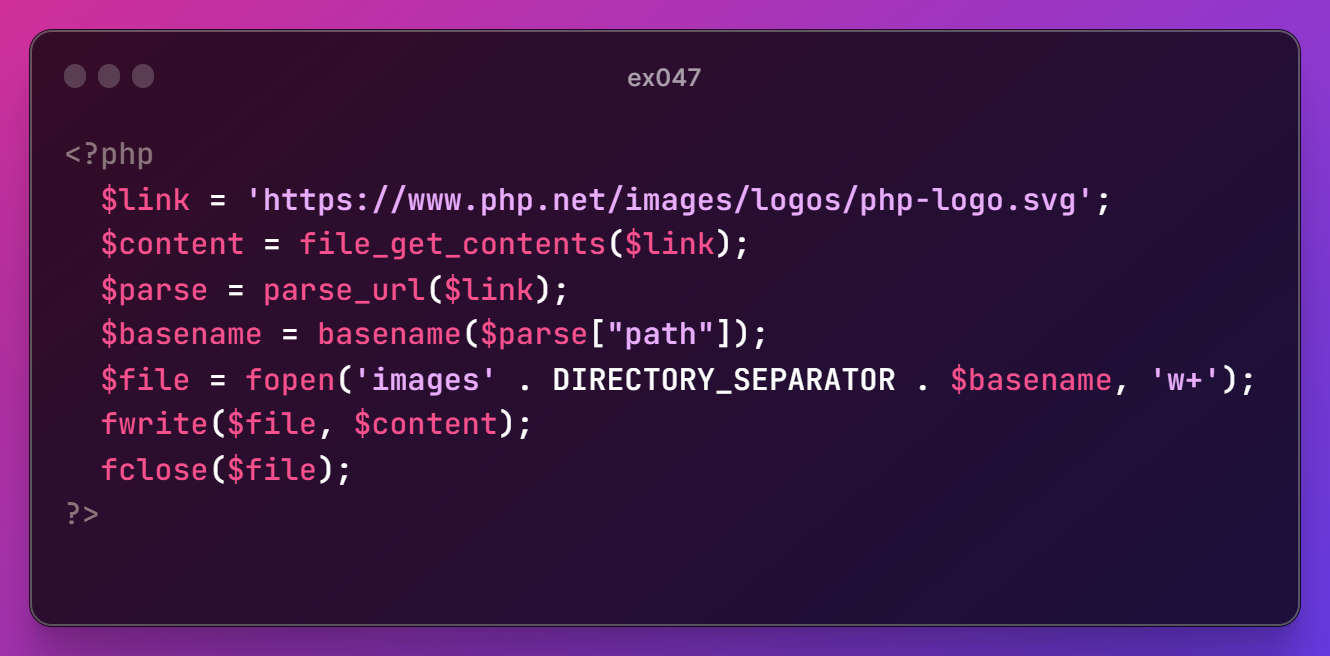 ex047
<?php
  $link = 'https://www.php.net/images/logos/php-logo.svg';
  $content = file_get_contents($link);
  $parse = parse_url($link);
  $basename = basename($parse["path"]);
  $file = fopen('images' . DIRECTORY_SEPARATOR . $basename, 'w+');
  fwrite($file, $content);
  fclose($file);
?>